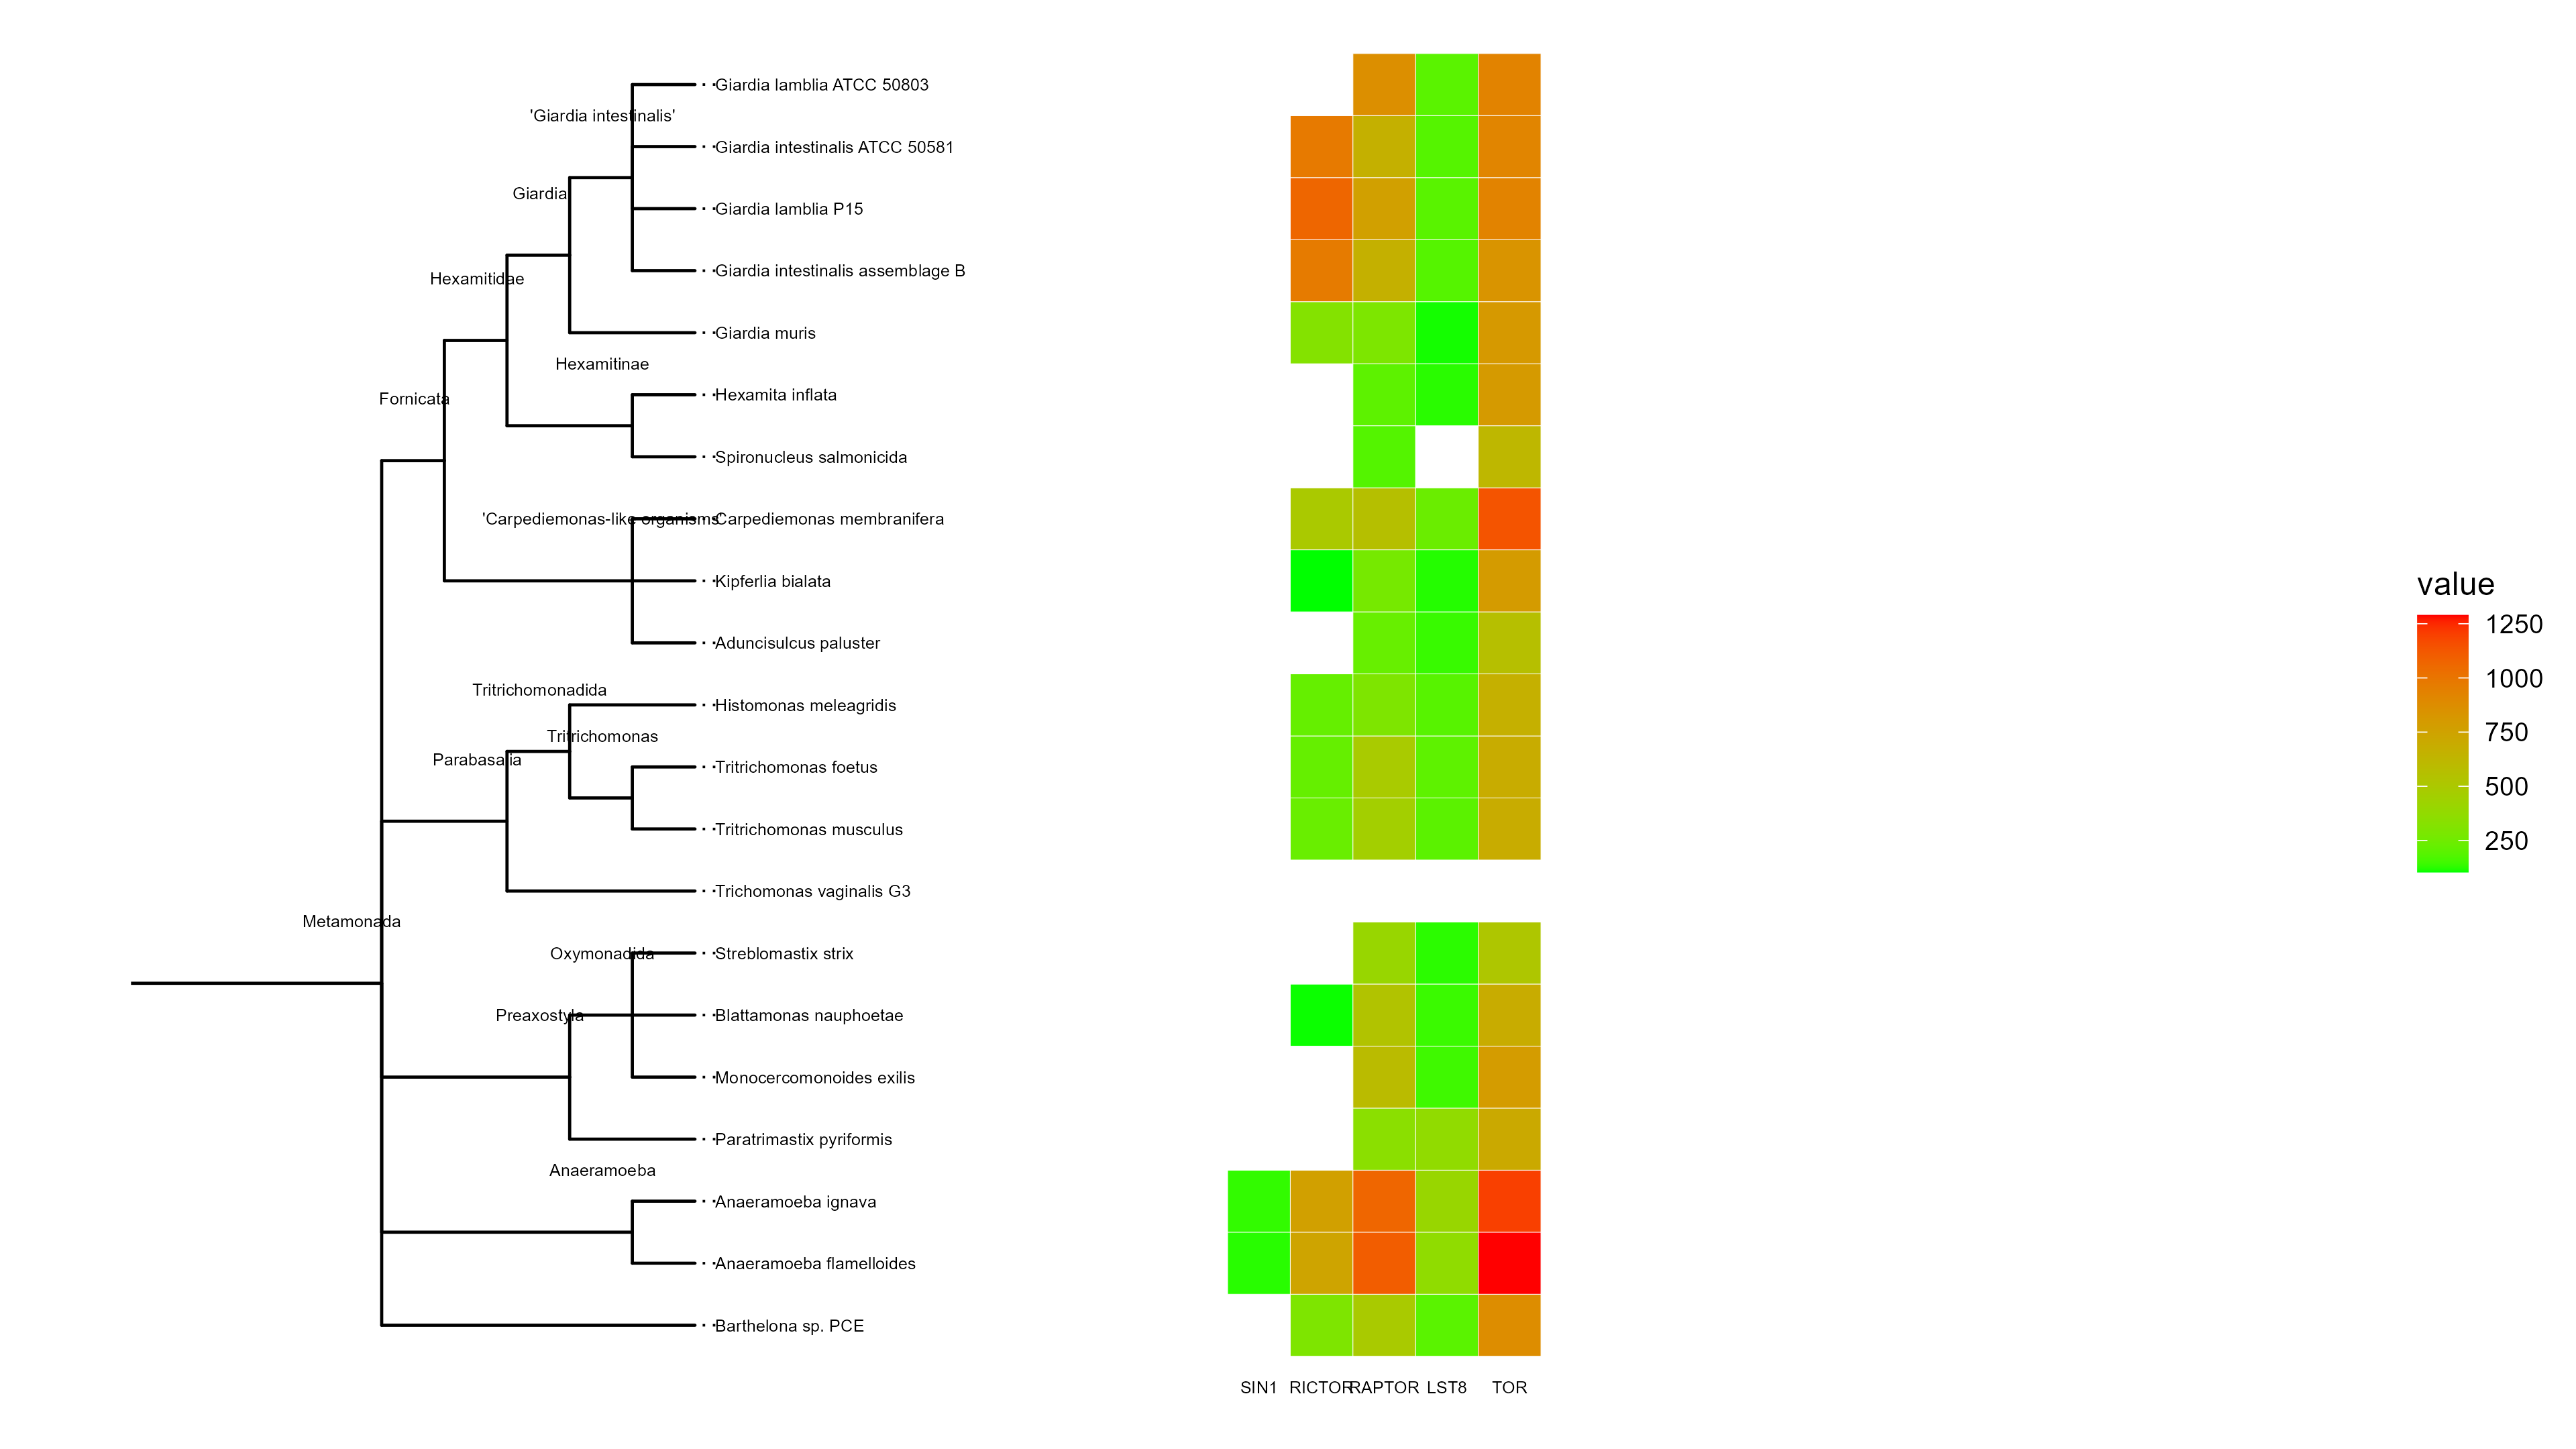 Giardia lamblia ATCC 50803
'Giardia intestinalis'
Giardia intestinalis ATCC 50581
Giardia
Giardia lamblia P15
Giardia intestinalis assemblage B
Hexamitidae
Giardia muris
Hexamitinae
Hexamita inflata
Fornicata
Spironucleus salmonicida
'Carpediemonas-like organisms'
Carpediemonas membranifera
Kipferlia bialata
Aduncisulcus paluster
Tritrichomonadida
Histomonas meleagridis
Tritrichomonas
Parabasalia
Tritrichomonas foetus
Tritrichomonas musculus
Trichomonas vaginalis G3
Metamonada
Oxymonadida
Streblomastix strix
Preaxostyla
Blattamonas nauphoetae
Monocercomonoides exilis
Paratrimastix pyriformis
Anaeramoeba
Anaeramoeba ignava
Anaeramoeba flamelloides
Barthelona sp. PCE
SIN1 RICTOR RAPTOR LST8 TOR
value
1250
1000
750
500
250